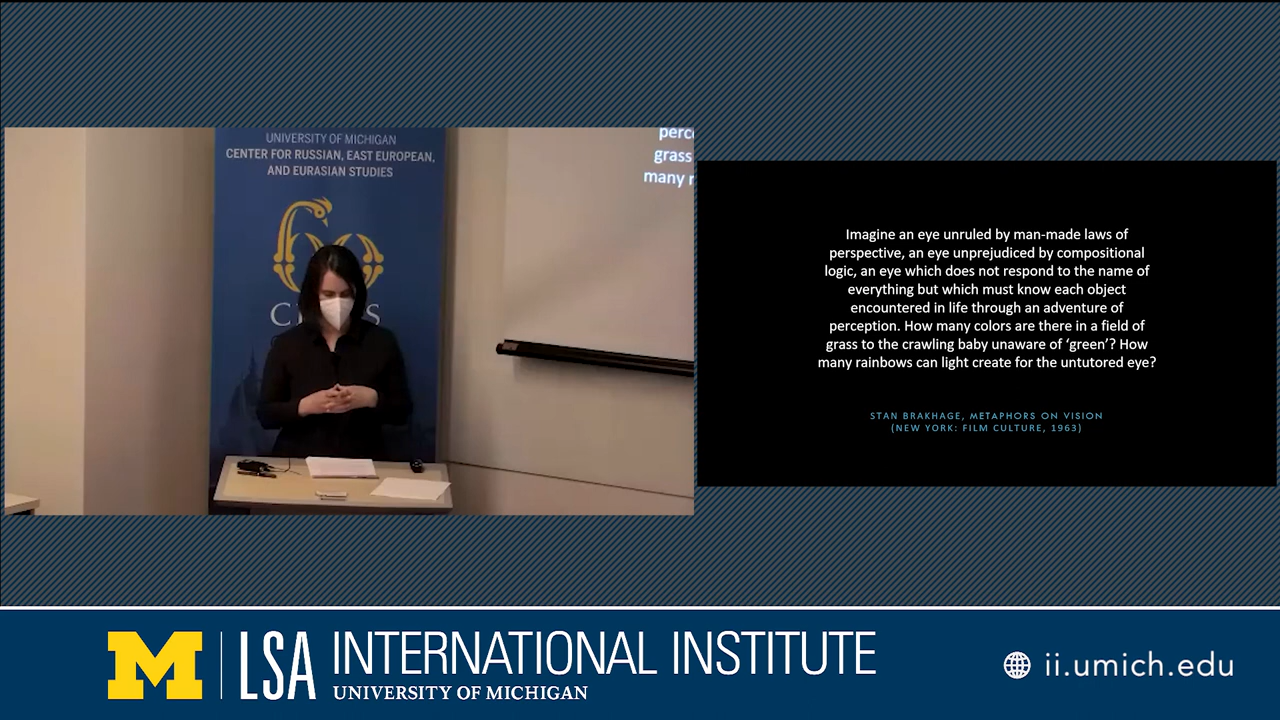 UNIVERSITY OF MICHIGAN
CENTER FOR RUSSIAN, EAST EUROPEAN,
AND EURASIAN STUDIES
60
grass
many
Imagine an eye unruled by man-made laws of
perspective, an eye unprejudiced by compositional
logic, an eye which does not respond to the name of
everything but which must know each object
encountered in life through an adventure of
perception. How many colors are there in a field of
grass to the crawling baby unaware of ‘green’? How
many rainbows can light create for the untutored eye?
STAN BRAKHAGE, METAPHORS ON VISION
(NEW YORK: FILM CULTURE, 1963)
M LSA INTERNATIONAL INSTITUTE
UNIVERSITY OF MICHIGAN
ii.umich.edu